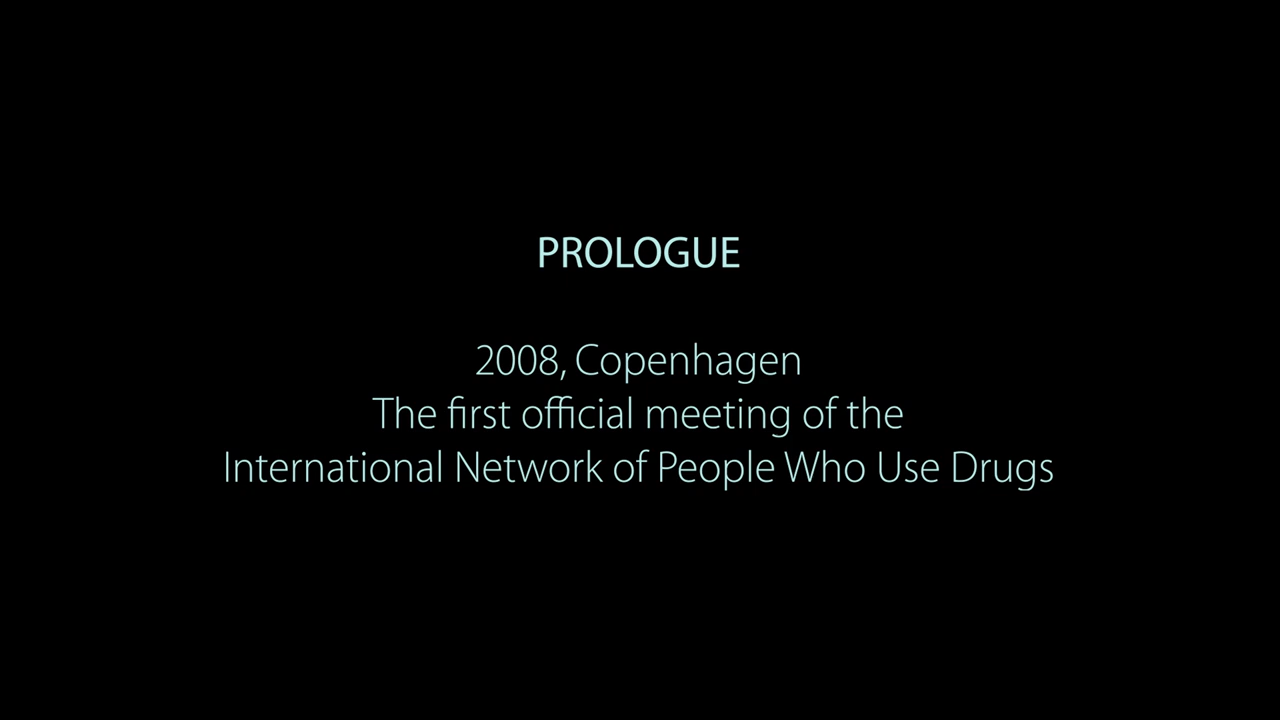 PROLOGUE
2008, Copenhagen
The first official meeting of the
International Network of People Who Use Drugs